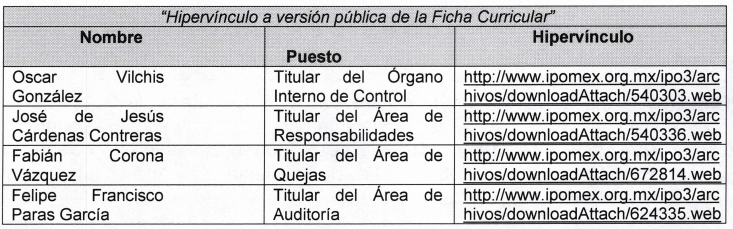 “Hipervínculo a versión pública de la Ficha Curricular”
Nombre
Puesto
Hipervínculo
Oscar Vilchis
González
Titular del Órgano
Interno de Control
http://www.ipomex.org.mx/ipo3/arc
hivos/downloadAttach/540303.web
José de Jesús
Cárdenas Contreras
Titular del Área de
Responsabilidades
http://www.ipomex.org.mx/ipo3/arc
hivos/downloadAttach/540336.web
Fabián Corona
Vázquez
Titular del Área de
Quejas
http://www.ipomex.org.mx/ipo3/arc
hivos/downloadAttach/672814.web
Felipe Francisco
Paras García
Titular del Área de
Auditoría
http://www.ipomex.org.mx/ipo3/arc
hivos/downloadAttach/624335.web